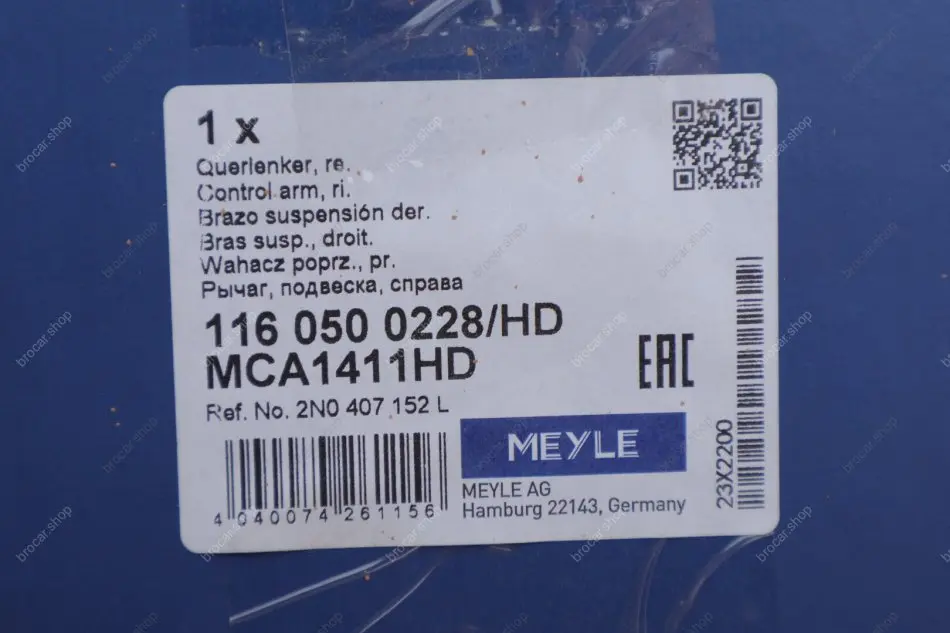 1 x
Querlenker, re.
Control arm, ri.
Brazo suspensión der.
Bras susp., droit.
Wahacz poprz., pr.
Рычаг, подвеска, справа
116 050 0228/HD
MCA1411HD
EAC
Ref. No. 2N0 407 152 L
MEYLE
MEYLE AG
Hamburg 22143, Germany
4 040074 261156
23X2200
brocar.shop